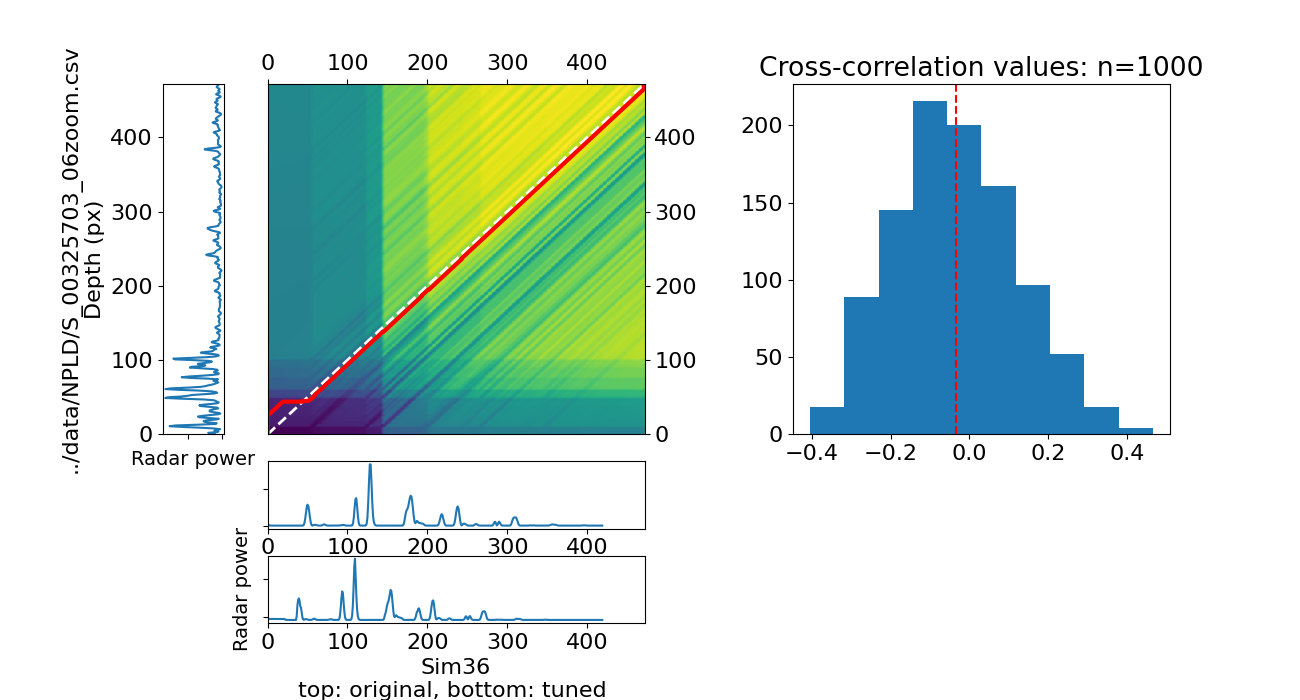 ../data/NPLD/S_00325703_06zoom.csv
Depth (px)
0
100
200
300
400
Radar power
0 100 200 300 400
0
100
200
300
400
0 100 200 300 400
Radar power
0 100 200 300 400
Sim36
top: original, bottom: tuned
Cross-correlation values: n=1000
200
150
100
50
0
−0.4 −0.2 0.0 0.2 0.4